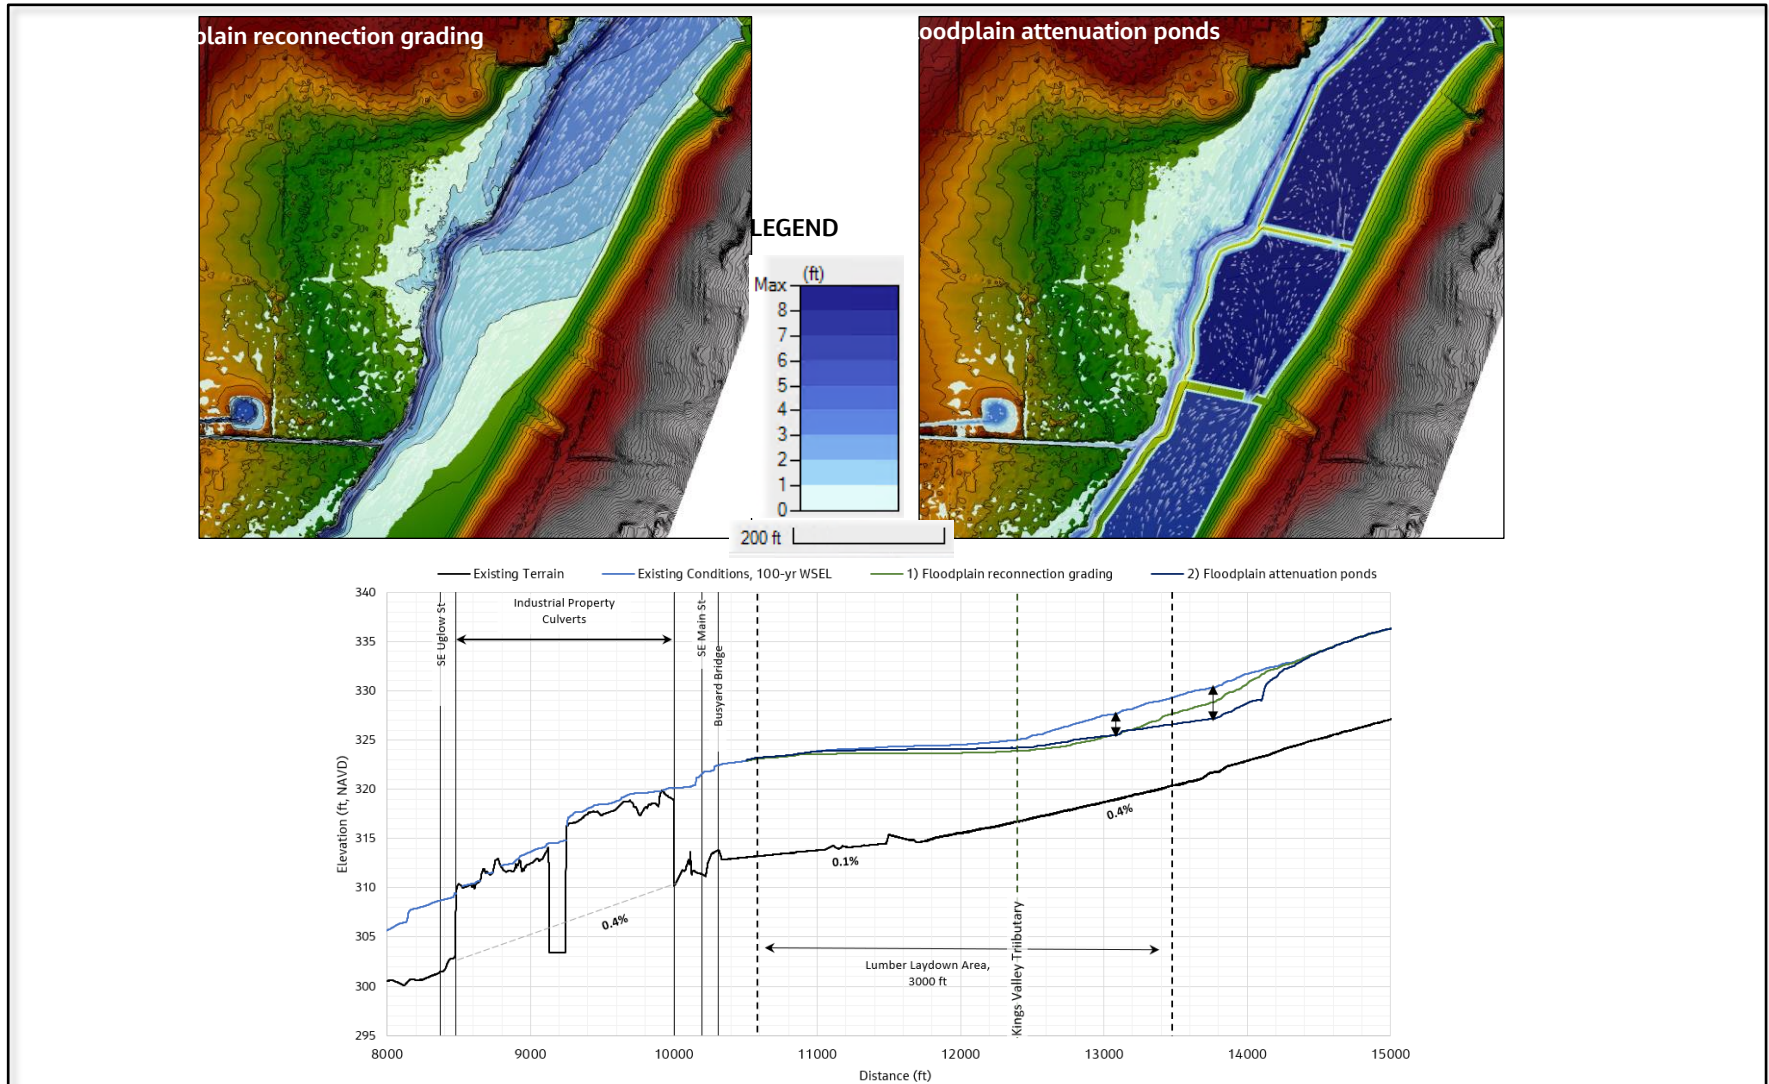 plain reconnection grading
loodplain attenuation ponds
LEGEND
(ft)
Max
8
7
6
5
4
3
2
1
0
200 ft
Existing Terrain
Existing Conditions, 100-yr WSEL
1) Floodplain reconnection grading
2) Floodplain attenuation ponds
340
335
330
325
320
315
310
305
300
295
Elevation (ft, NAVD)
SE Uglow St
Industrial Property
Culverts
SE Main St
Busyard Bridge
0.4%
0.1%
0.4%
Lumber Laydown Area,
3000 ft
Kings Valley Triibutary
8000
9000
10000
11000
12000
13000
14000
15000
Distance (ft)